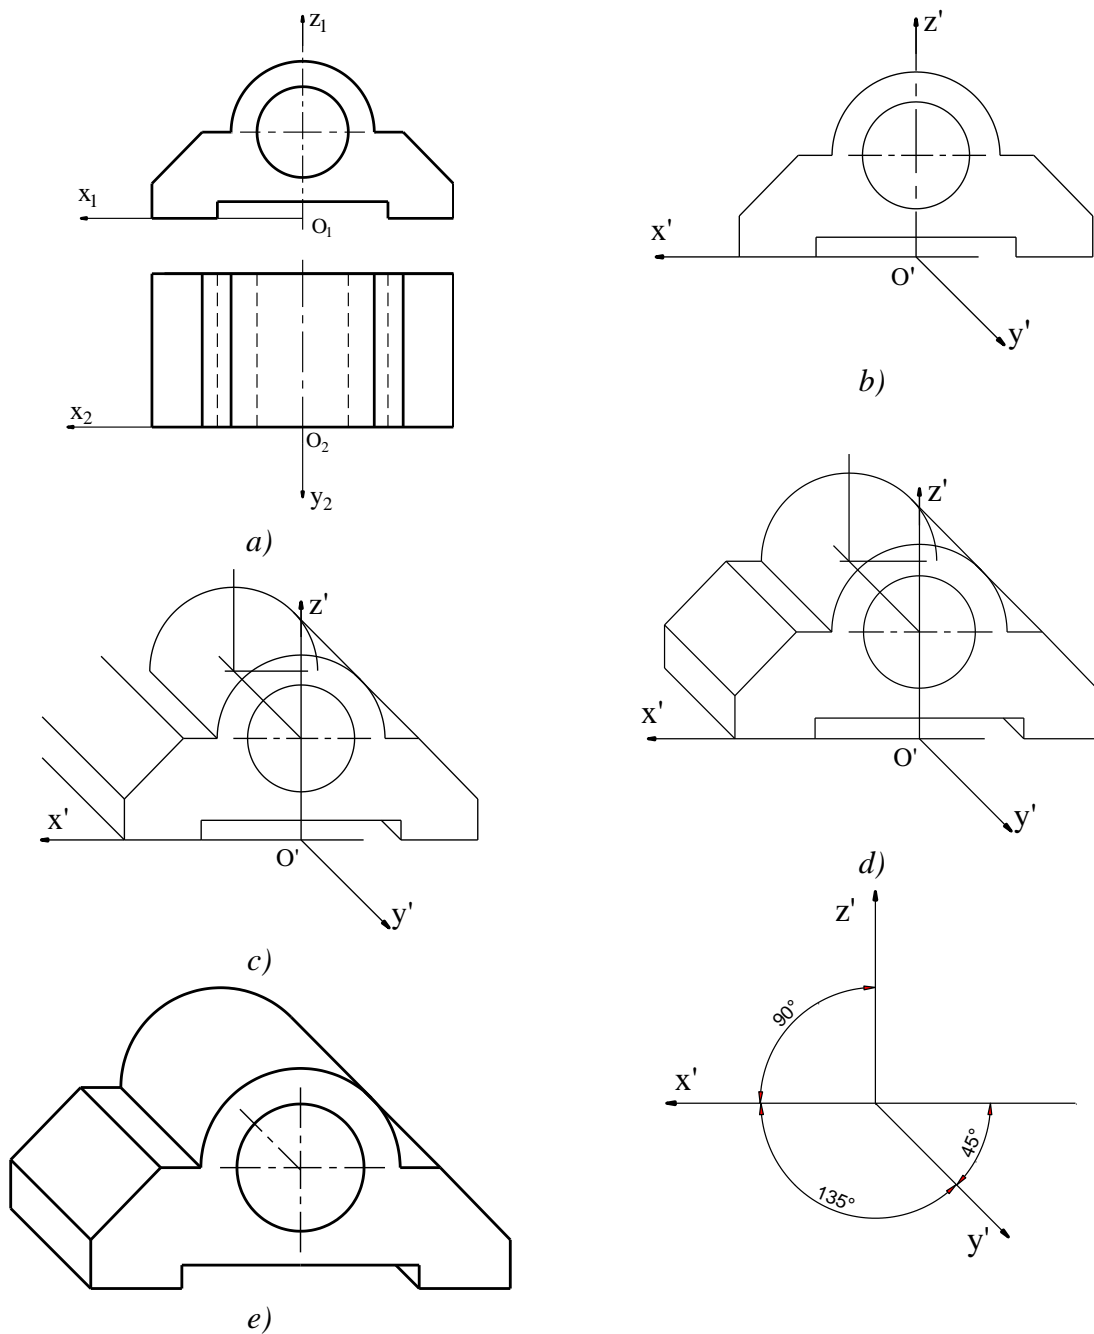 z₁
x₁
O₁
x₂
O₂
y₂
a)
z'
x'
O'
y'
b)
z'
x'
O'
y'
c)
z'
x'
O'
y'
d)
e)
z'
90°
x'
45°
135°
y'